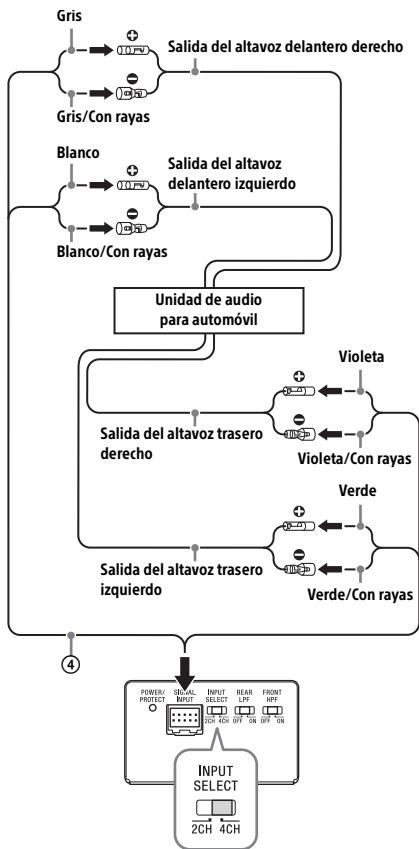 Gris
Salida del altavoz delantero derecho
Gris/Con rayas
Blanco
Salida del altavoz
delantero izquierdo
Blanco/Con rayas
Unidad de audio
para automóvil
Violeta
Salida del altavoz trasero
derecho
Violeta/Con rayas
Verde
Salida del altavoz trasero
izquierdo
Verde/Con rayas
④
POWER/
PROTECT
SIGNAL
INPUT
INPUT
SELECT
2CH 4CH
REAR
LPF
OFF ON
FRONT
HPF
OFF ON
INPUT
SELECT
2CH 4CH